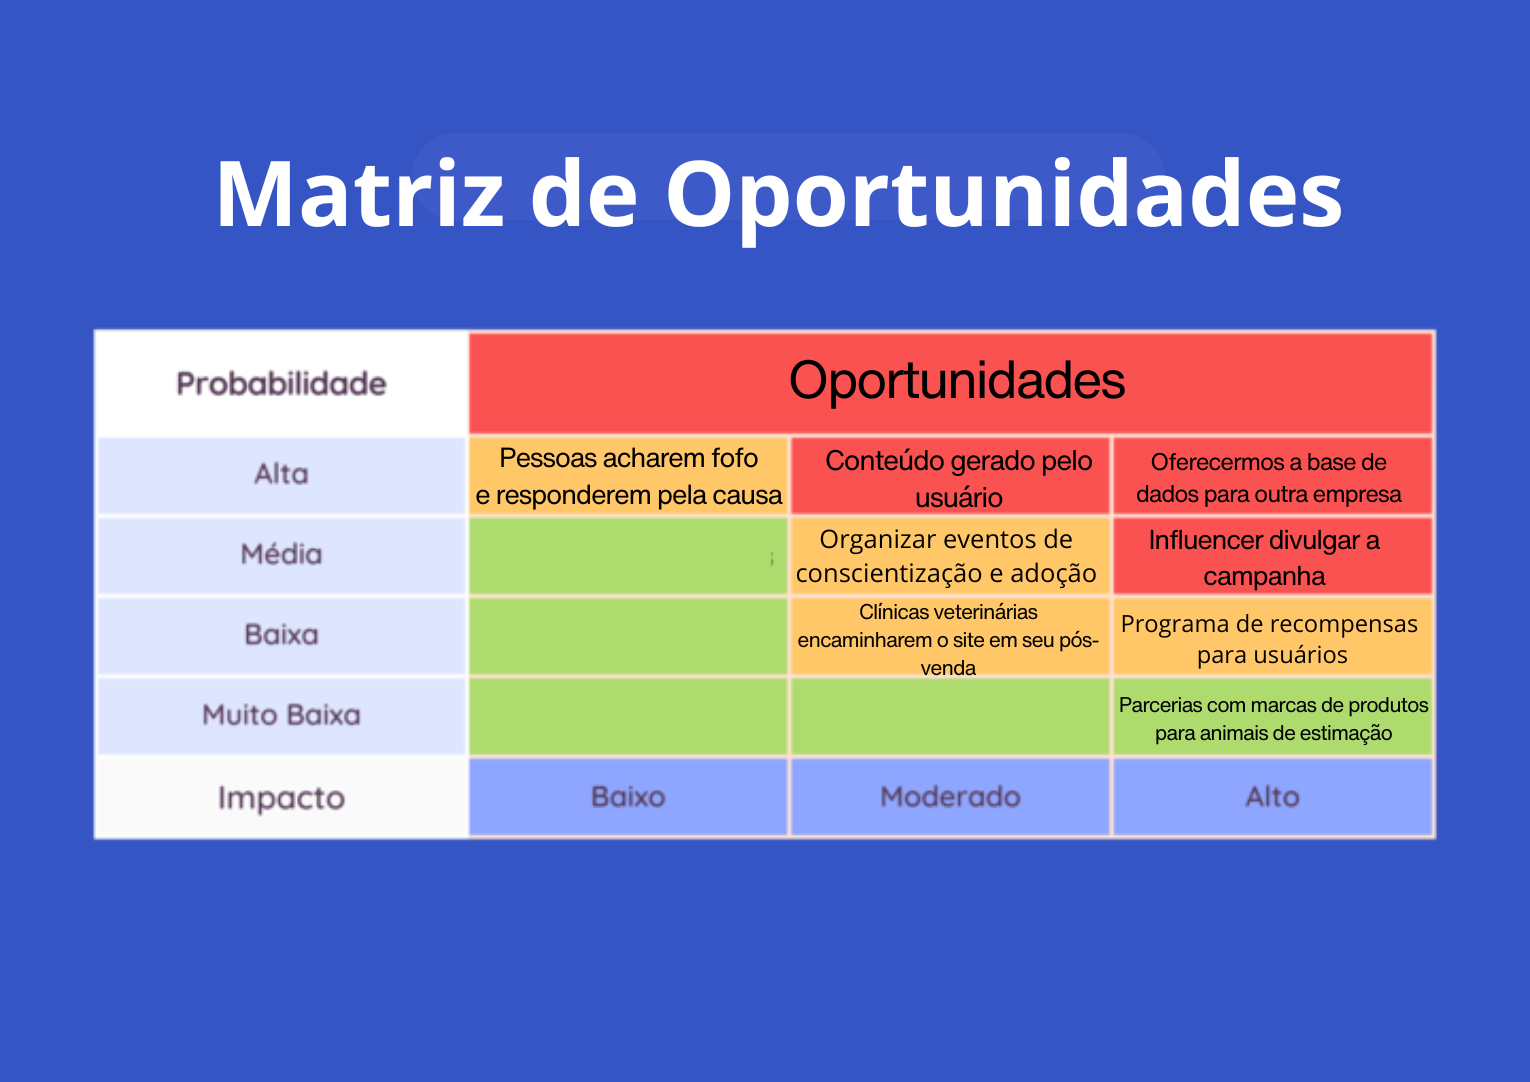 Matriz de Oportunidades
Probabilidade
Oportunidades
Alta
Pessoas acharem fofo
e responderem pela causa
Conteúdo gerado pelo
usuário
Oferecermos a base de
dados para outra empresa
Média
Organizar eventos de
conscientização e adoção
Influencer divulgar a
campanha
Baixa
Clínicas veterinárias
encaminharem o site em seu pós-
venda
Programa de recompensas
para usuários
Muito Baixa
Parcerias com marcas de produtos
para animais de estimação
Impacto
Baixo
Moderado
Alto